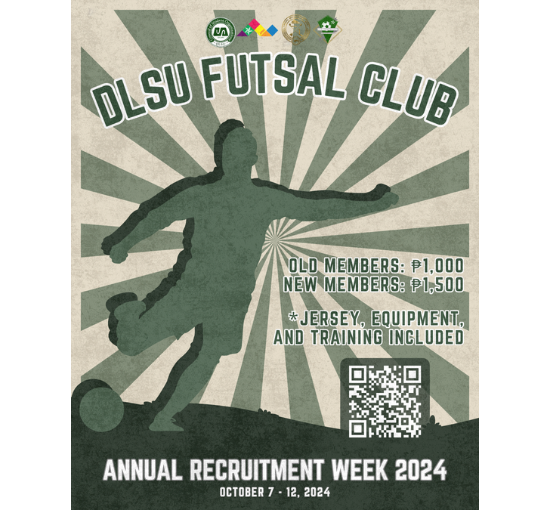 DLSU FUTSAL CLUB
OLD MEMBERS: ₱1,000
NEW MEMBERS: ₱1,500
*JERSEY, EQUIPMENT,
AND TRAINING INCLUDED
ANNUAL RECRUITMENT WEEK 2024
OCTOBER 7 - 12, 2024